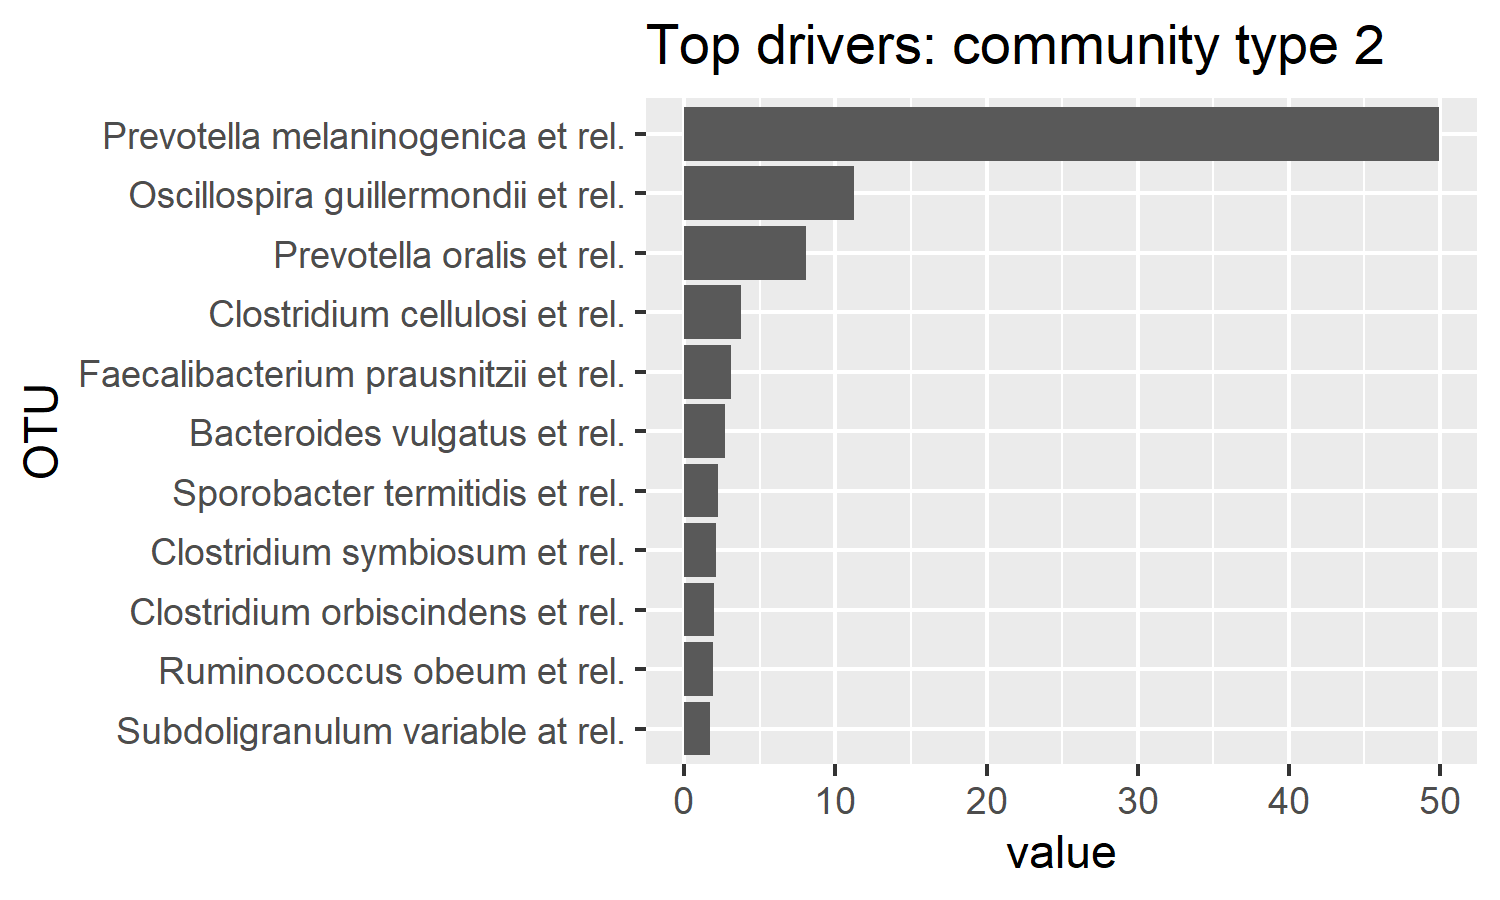 Top drivers: community type 2
Prevotella melaninogenica et rel.
Oscillospira guillermondii et rel.
Prevotella oralis et rel.
Clostridium cellulosi et rel.
Faecalibacterium prausnitzii et rel.
Bacteroides vulgatus et rel.
Sporobacter termitidis et rel.
Clostridium symbiosum et rel.
Clostridium orbiscindens et rel.
Ruminococcus obeum et rel.
Subdoligranulum variable at rel.
OTU
0 10 20 30 40 50
value